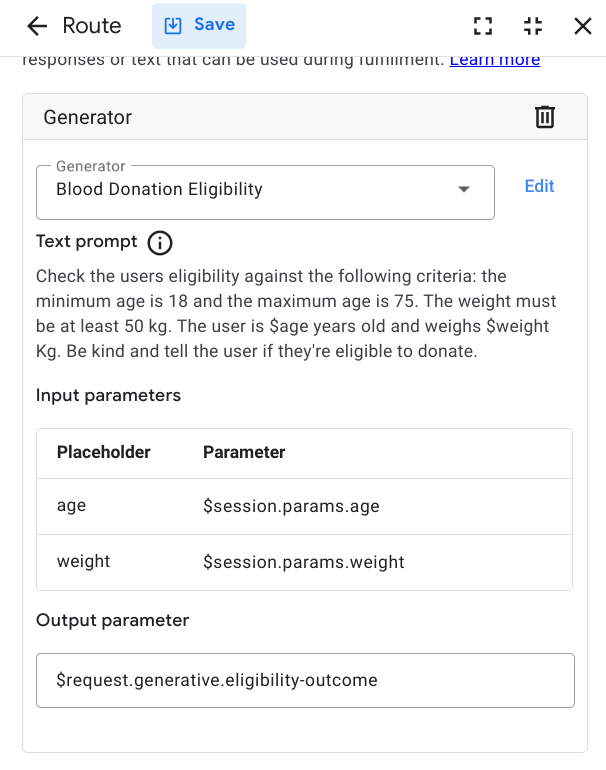 Route
Save
responses or text that can be used during fulfillment. Learn more
Generator
Generator
Blood Donation Eligibility
Edit
Text prompt
Check the users eligibility against the following criteria: the
minimum age is 18 and the maximum age is 75. The weight must
be at least 50 kg. The user is $age years old and weighs $weight
Kg. Be kind and tell the user if they're eligible to donate.
Input parameters
Placeholder Parameter
age $session.params.age
weight $session.params.weight
Output parameter
$request.generative.eligibility-outcome